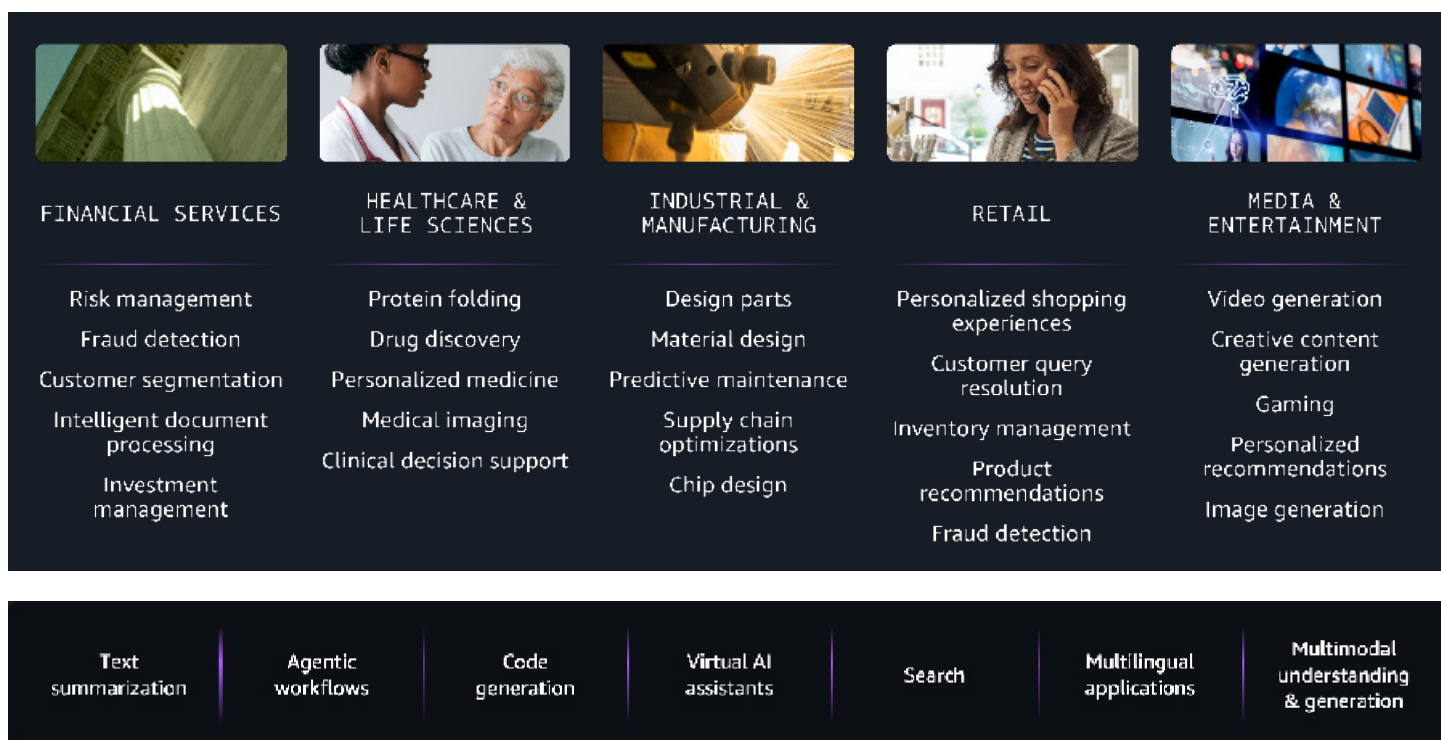 FINANCIAL SERVICES
Risk management
Fraud detection
Customer segmentation
Intelligent document
processing
Investment
management
HEALTHCARE &
LIFE SCIENCES
Protein folding
Drug discovery
Personalized medicine
Medical imaging
Clinical decision support
INDUSTRIAL &
MANUFACTURING
Design parts
Material design
Predictive maintenance
Supply chain
optimizations
Chip design
RETAIL
Personalized shopping
experiences
Customer query
resolution
Inventory management
Product
recommendations
Fraud detection
MEDIA &
ENTERTAINMENT
Video generation
Creative content
generation
Gaming
Personalized
recommendations
Image generation
Text
summarization
Agentic
workflows
Code
generation
Virtual AI
assistants
Search
Multilingual
applications
Multimodal
understanding
& generation